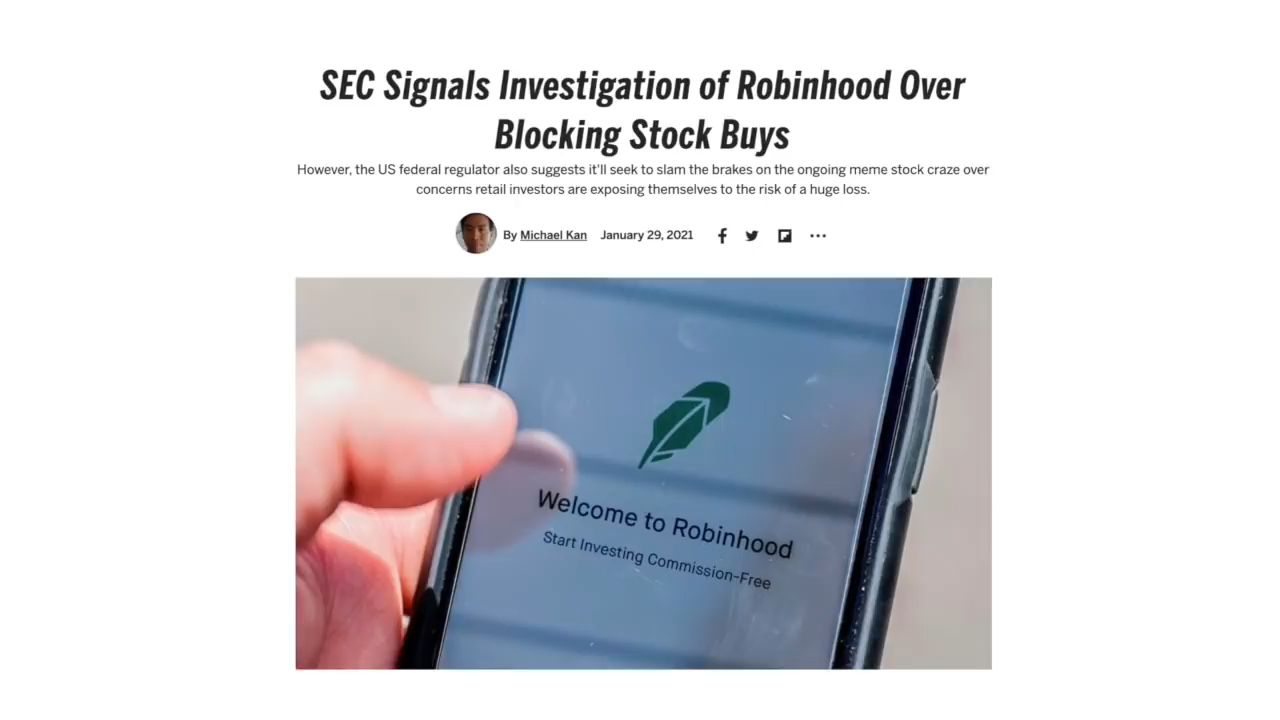 SEC Signals Investigation of Robinhood Over
Blocking Stock Buys
However, the US federal regulator also suggests it'll seek to slam the brakes on the ongoing meme stock craze over
concerns retail investors are exposing themselves to the risk of a huge loss.
By Michael Kan January 29, 2021
Welcome to Robinhood
Start Investing Commission-Free